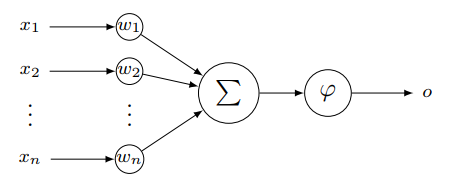 x₁ w₁
x₂ w₂ ∑ φ o
⋮ ⋮
xₙ wₙ